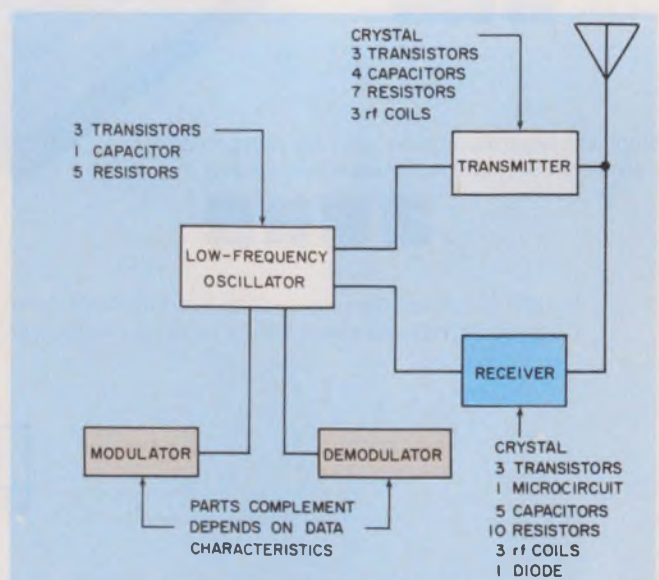 CRYSTAL
3 TRANSISTORS
4 CAPACITORS
7 RESISTORS
3 rf COILS
3 TRANSISTORS
1 CAPACITOR
5 RESISTORS
TRANSMITTER
LOW-FREQUENCY
OSCILLATOR
RECEIVER
MODULATOR
DEMODULATOR
PARTS COMPLEMENT
DEPENDS ON DATA
CHARACTERISTICS
CRYSTAL
3 TRANSISTORS
1 MICROCIRCUIT
5 CAPACITORS
10 RESISTORS
3 rf COILS
1 DIODE